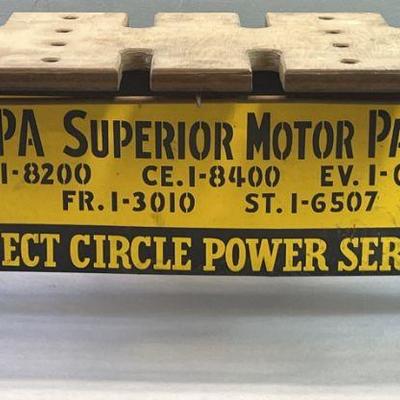 PA SUPERIOR MOTOR PA
1-8200 CE.1-8400 EV.1-
FR.1-3010 ST.1-6507
ECT CIRCLE POWER SER